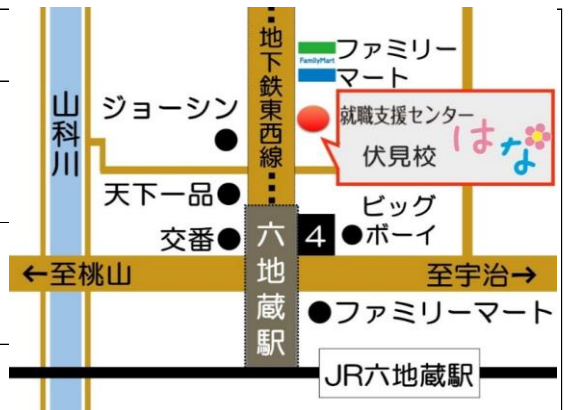 地下鉄東西線
FamilyMart
ファミリー
マート
山科川
ジョーシン
就職支援センター
はな
伏見校
天下一品
ビッグ
ボーイ
交番
六地蔵駅
4
←至桃山
至宇治→
ファミリーマート
JR六地蔵駅